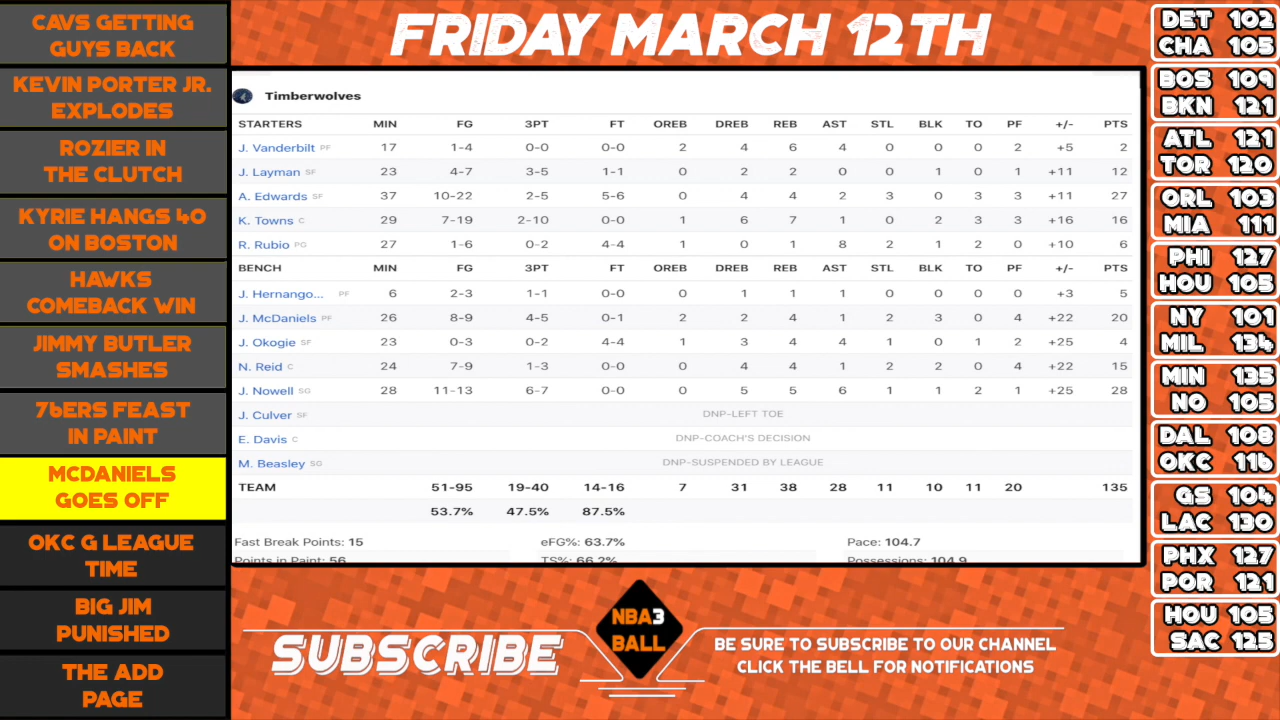 CAVS GETTING
GUYS BACK
KEVIN PORTER JR.
EXPLODES
ROZIER IN
THE CLUTCH
KYRIE HANGS 40
ON BOSTON
HAWKS
COMEBACK WIN
JIMMY BUTLER
SMASHES
76ERS FEAST
IN PAINT
MCDANIELS
GOES OFF
OKC G LEAGUE
TIME
BIG JIM
PUNISHED
THE ADD
PAGE
FRIDAY MARCH 12TH
Timberwolves
STARTERS MIN FG 3PT FT OREB DREB REB AST STL BLK TO PF +/- PTS
J. Vanderbilt PF 17 1-4 0-0 0-0 2 4 6 4 0 0 0 2 +5 2
J. Layman SF 23 4-7 3-5 1-1 0 2 2 0 0 1 0 1 +11 12
A. Edwards SF 37 10-22 2-5 5-6 0 4 4 2 3 0 3 3 +11 27
K. Towns C 29 7-19 2-10 0-0 1 6 7 1 0 2 3 3 +16 16
R. Rubio PG 27 1-6 0-2 4-4 1 0 1 8 2 1 2 0 +10 6
BENCH MIN FG 3PT FT OREB DREB REB AST STL BLK TO PF +/- PTS
J. Hernango... PF 6 2-3 1-1 0-0 0 1 1 1 0 0 0 0 +3 5
J. McDaniels PF 26 8-9 4-5 0-1 2 2 4 1 2 3 0 4 +22 20
J. Okogie SF 23 0-3 0-2 4-4 1 3 4 4 1 0 1 2 +25 4
N. Reid C 24 7-9 1-3 0-0 0 4 4 1 2 2 0 4 +22 15
J. Nowell SG 28 11-13 6-7 0-0 0 5 5 6 1 1 2 1 +25 28
J. Culver SF DNP-LEFT TOE
E. Davis C DNP-COACH'S DECISION
M. Beasley SG DNP-SUSPENDED BY LEAGUE
TEAM 51-95 19-40 14-16 7 31 38 28 11 10 11 20 135
53.7% 47.5% 87.5%
Fast Break Points: 15 eFG%: 63.7% Pace: 104.7
Points in Paint: 56 TS%: 66.2% Possessions: 104.9
SUBSCRIBE
NBA3
BALL
BE SURE TO SUBSCRIBE TO OUR CHANNEL
CLICK THE BELL FOR NOTIFICATIONS
DET 102
CHA 105
BOS 109
BKN 121
ATL 121
TOR 120
ORL 103
MIA 111
PHI 127
HOU 105
NY 101
MIL 134
MIN 135
NO 105
DAL 108
OKC 116
GS 104
LAC 130
PHX 127
POR 121
HOU 105
SAC 125